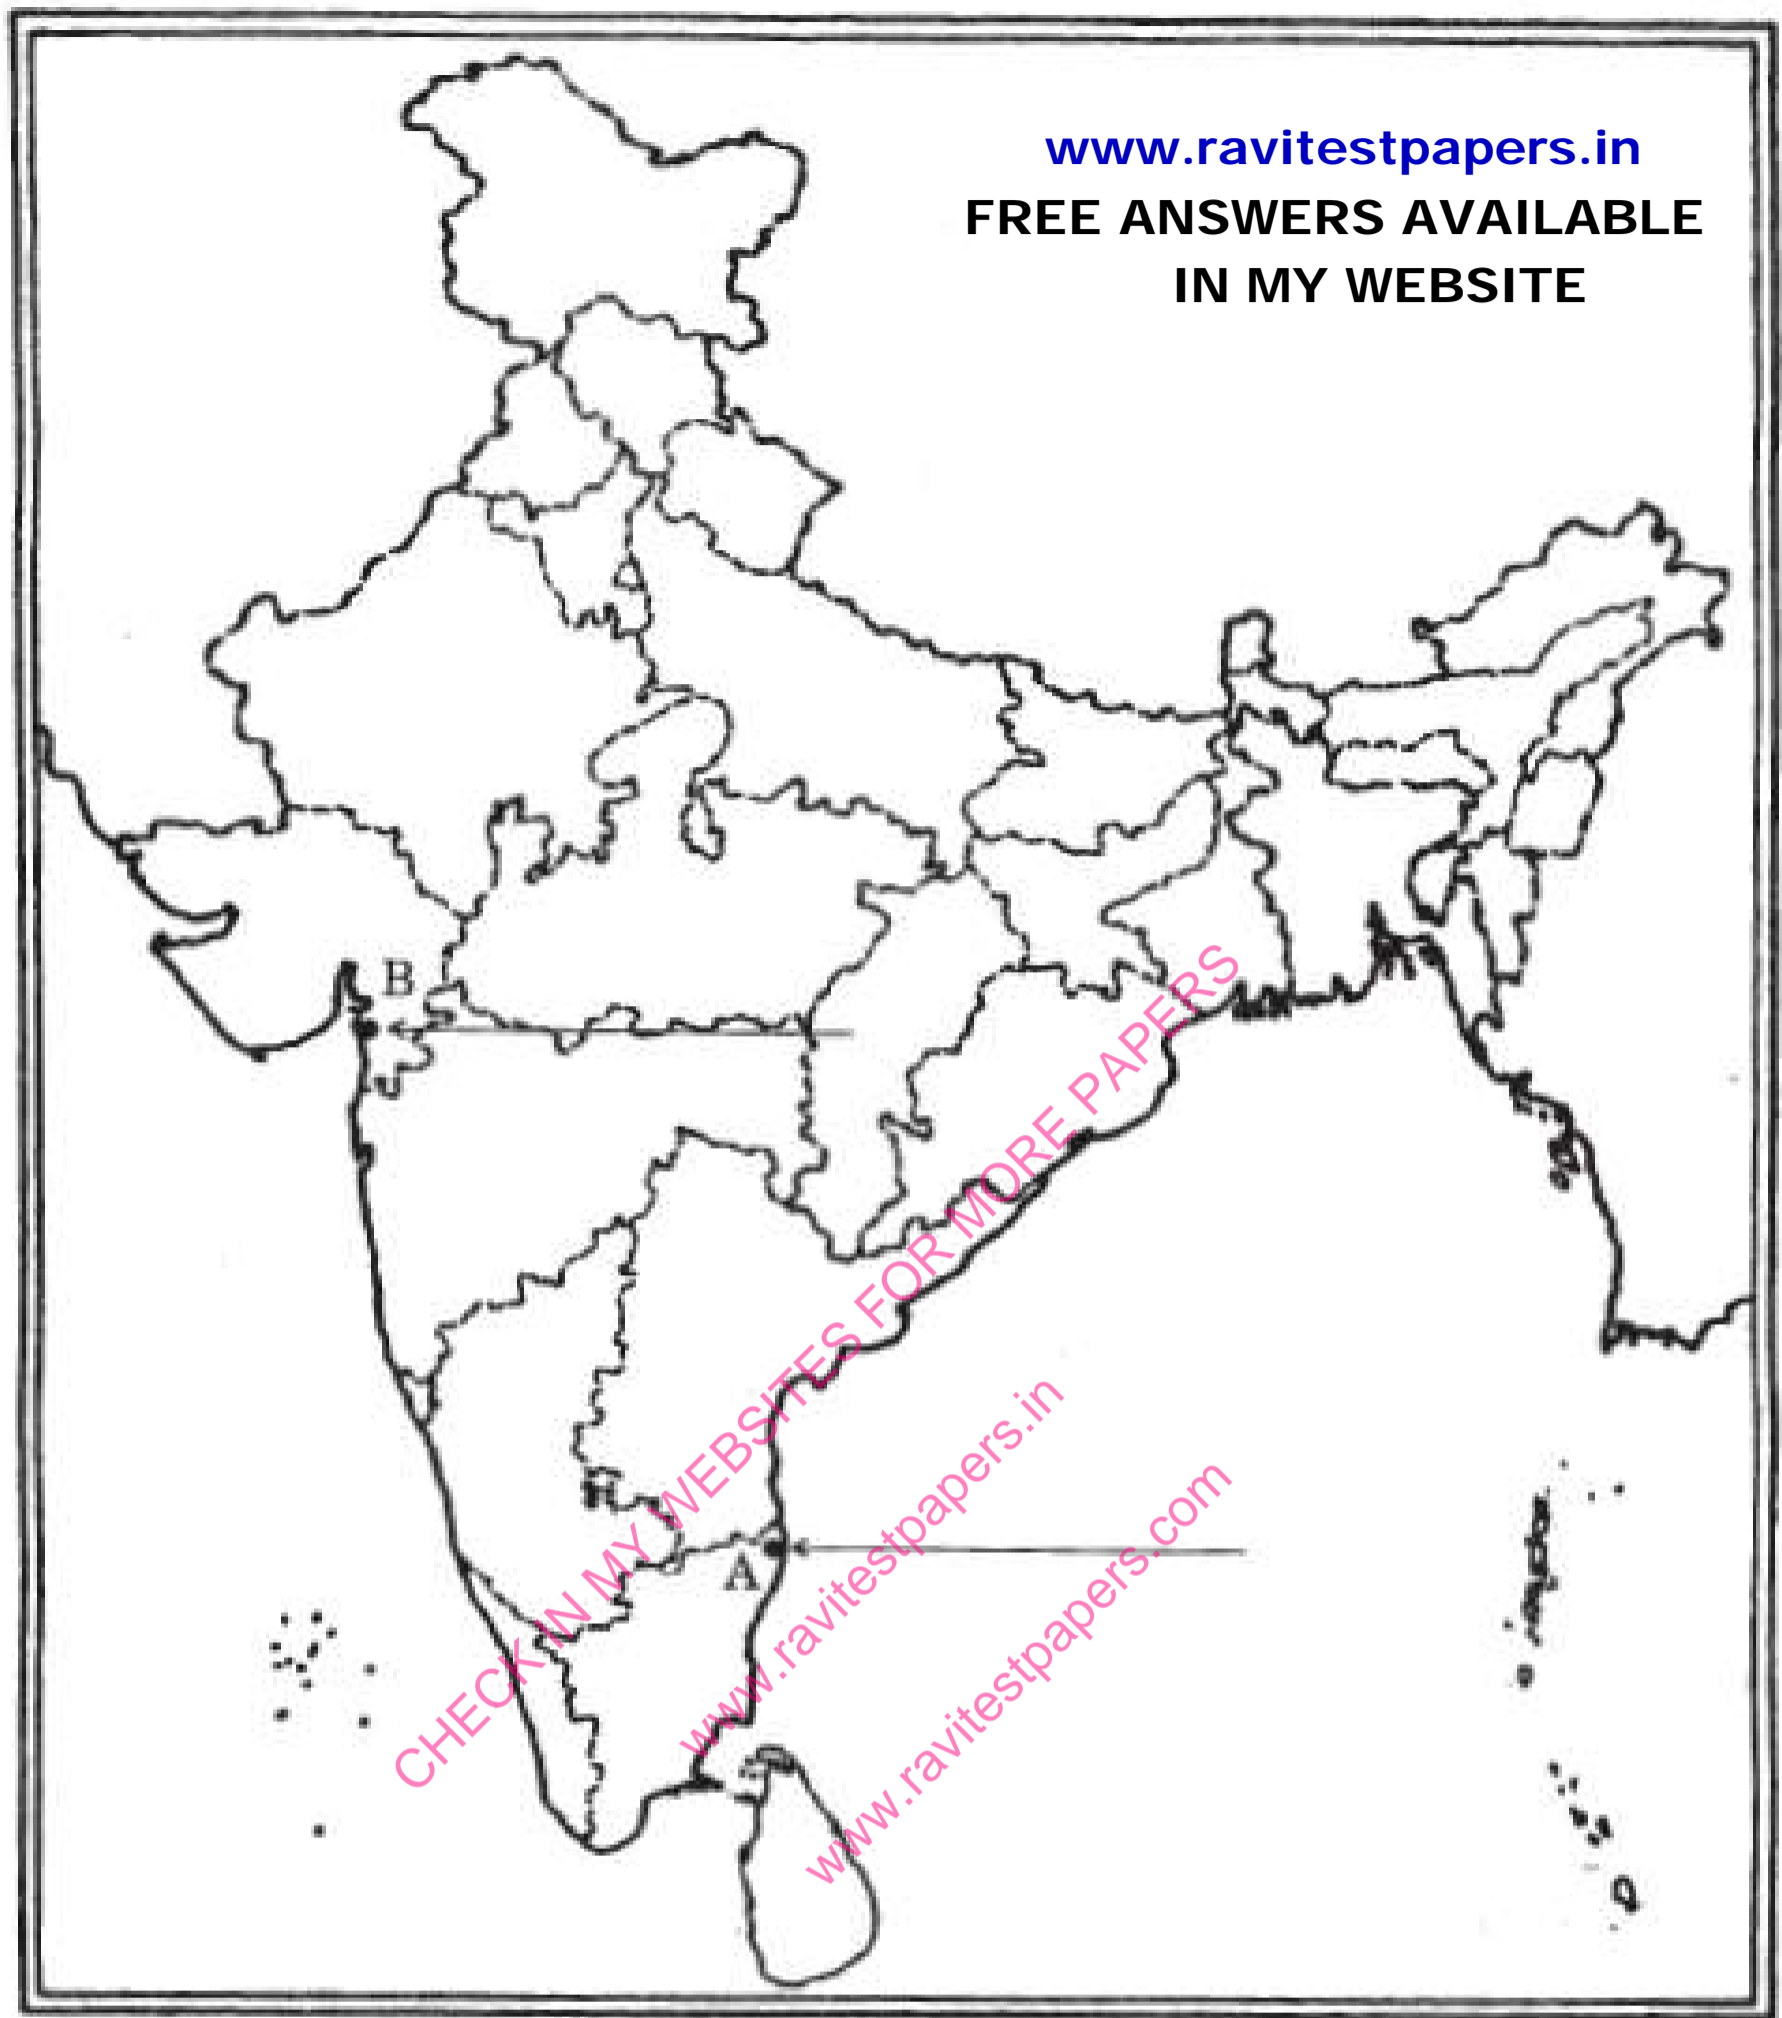 www.ravitestpapers.in
FREE ANSWERS AVAILABLE
IN MY WEBSITE
B
A
CHECK IN MY WEBSITES FOR MORE PAPERS
www.ravitestpapers.in
www.ravitestpapers.com